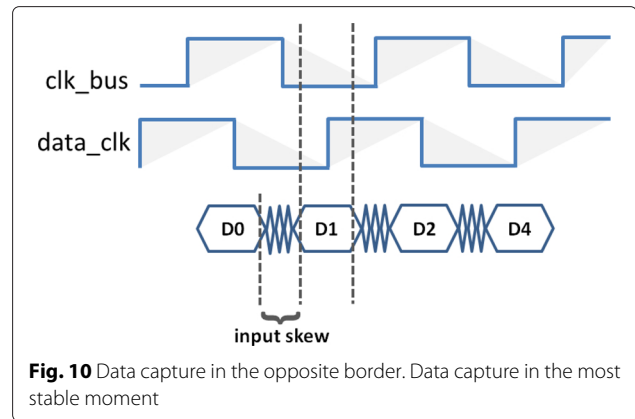 clk_bus
data_clk
D0 D1 D2 D4
input skew
Fig. 10 Data capture in the opposite border. Data capture in the most
stable moment